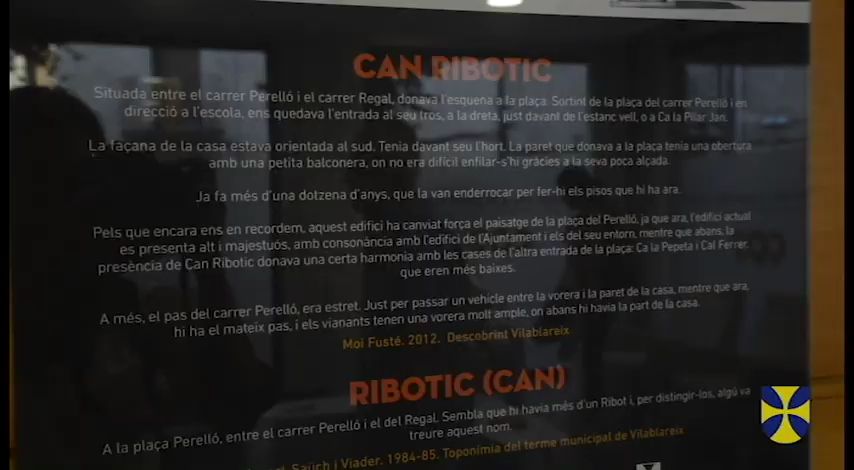 CAN RIBOTIC
Situada entre el carrer Perelló i el carrer Regal, donava l'esquena a la plaça. Sortint de la plaça del carrer Perelló i en
direcció a l'escola, ens quedava l'entrada al seu tros, a la dreta, just davant de l'estanc vell, o a Ca la Pilar Jan.
La façana de la casa estava orientada al sud. Tenia davant seu l'hort. La paret que donava a la plaça tenia una obertura
amb una petita balconera, on no era difícil enfilar-s'hi gràcies a la seva poca alçada.
Ja fa més d'una dotzena d'anys, que la van enderrocar per fer-hi els pisos que hi ha ara.
Pels que encara ens en recordem, aquest edifici ha canviat força el paisatge de la plaça del Perelló, ja que ara, l'edifici actual
es presenta alt i majestuós, amb consonància amb l'edifici de l'Ajuntament i els del seu entorn, mentre que abans, la
presència de Can Ribotic donava una certa harmonia amb les cases de l'altra entrada de la plaça: Ca la Pepeta i Cal Ferrer.
que eren més baixes.
A més, el pas del carrer Perelló, era estret. Just per passar un vehicle entre la vorera i la paret de la casa, mentre que ara,
hi ha el mateix pas, i els vianants tenen una vorera molt ample, on abans hi havia la part de la casa.
Moi Fusté. 2012. Descobrint Vilablareix
RIBOTIC (CAN)
A la plaça Perelló, entre el carrer Perelló i el del Regal. Sembla que hi havia més d'un Ribot i, per distingir-los, algú va
treure aquest nom.
Saüch i Viader. 1984-85. Toponímia del terme municipal de Vilablareix